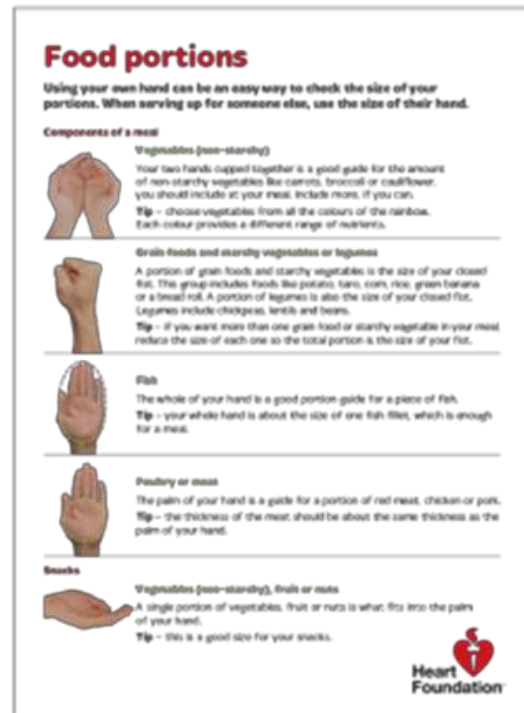 Food portions
Using your own hand can be an easy way to check the size of your
portions. When serving up for someone else, use the size of their hand.
Components of a meal
Vegetables (non-starchy)
Your two hands cupped together is a good guide for the amount
of non-starchy vegetables like carrots, broccoli or cauliflower,
you should include at your meal. Include more, if you can.
Tip – choose vegetables from all the colours of the rainbow.
Each colour provides a different range of nutrients.
Grain foods and starchy vegetables or legumes
A portion of grain foods and starchy vegetables is the size of your closed
fist. This group includes foods like potato, taro, corn, rice, green banana
or a bread roll. A portion of legumes is also the size of your closed fist.
Legumes include chickpeas, lentils and beans.
Tip – if you want more than one grain food or starchy vegetable in your meal
reduce the size of each one so the total portion is the size of your fist.
Fish
The whole of your hand is a good portion guide for a piece of fish.
Tip – your whole hand is about the size of one fish fillet, which is enough
for a meal.
Poultry or meat
The palm of your hand is a guide for a portion of red meat, chicken or pork.
Tip – the thickness of the meat should be about the same thickness as the
palm of your hand.
Snacks
Vegetables (non-starchy), fruit or nuts
A single portion of vegetables, fruit or nuts is what fits into the palm
of your hand.
Tip – this is a good size for your snacks.
Heart
Foundation